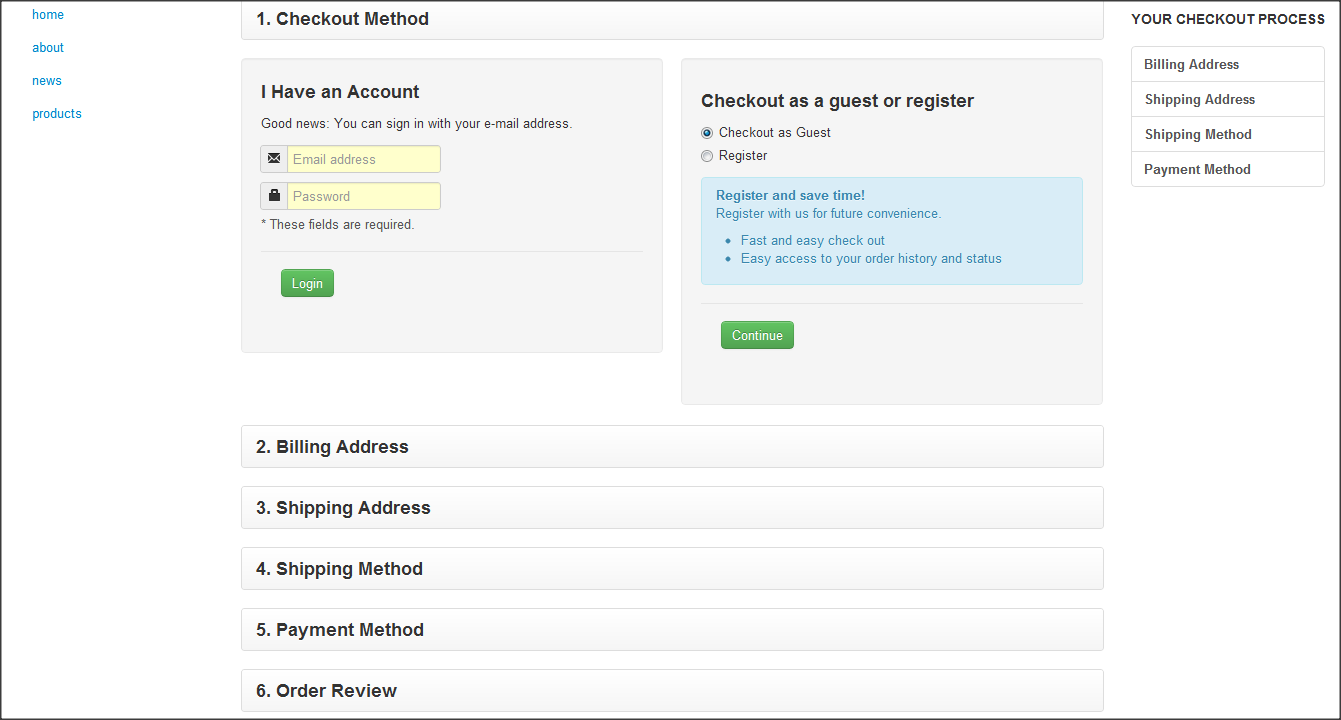 home
about
news
products
1. Checkout Method
I Have an Account
Good news: You can sign in with your e-mail address.
Email address
Password
* These fields are required.
Login
Checkout as a guest or register
Checkout as Guest
Register
Register and save time!
Register with us for future convenience.
Fast and easy check out
Easy access to your order history and status
Continue
2. Billing Address
3. Shipping Address
4. Shipping Method
5. Payment Method
6. Order Review
YOUR CHECKOUT PROCESS
Billing Address
Shipping Address
Shipping Method
Payment Method